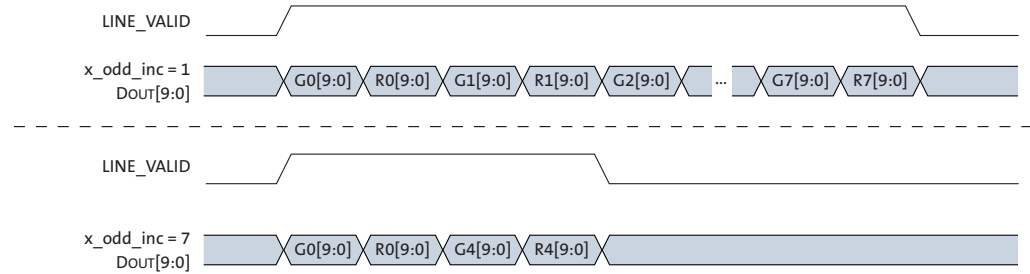 LINE_VALID
x_odd_inc = 1
DOUT[9:0]
G0[9:0] R0[9:0] G1[9:0] R1[9:0] G2[9:0] ... G7[9:0] R7[9:0]
LINE_VALID
x_odd_inc = 7
DOUT[9:0]
G0[9:0] R0[9:0] G4[9:0] R4[9:0]